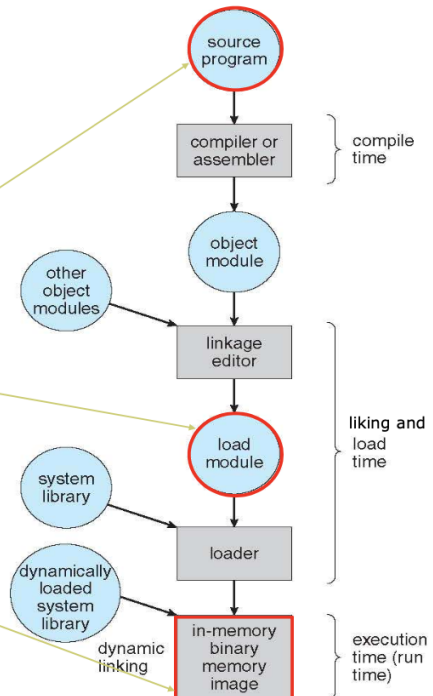 source
program
compiler or
assembler
compile
time
object
module
other
object
modules
linkage
editor
liking and
load
time
load
module
system
library
loader
dynamically
loaded
system
library
dynamic
linking
in-memory
binary
memory
image
execution
time (run
time)